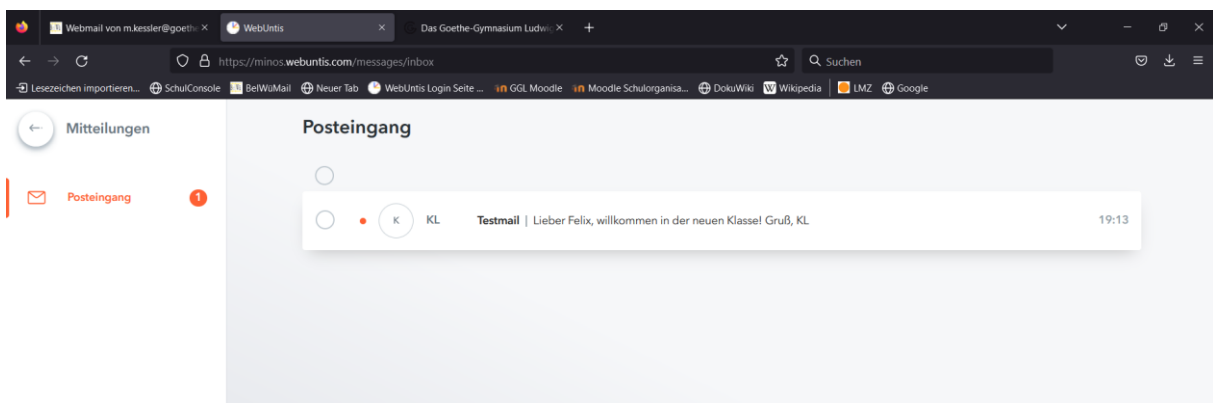 Webmail von m.kessler@goethe
WebUntis
Das Goethe-Gymnasium Ludwig
https://minos.webuntis.com/messages/inbox
Suchen
Lesezeichen importieren... SchulConsole BelWüMail Neuer Tab WebUntis Login Seite ... GGL Moodle Moodle Schulorganisa... DokuWiki W Wikipedia LMZ Google
Mitteilungen
Posteingang
Posteingang 1
K KL Testmail | Lieber Felix, willkommen in der neuen Klasse! Gruß, KL 19:13